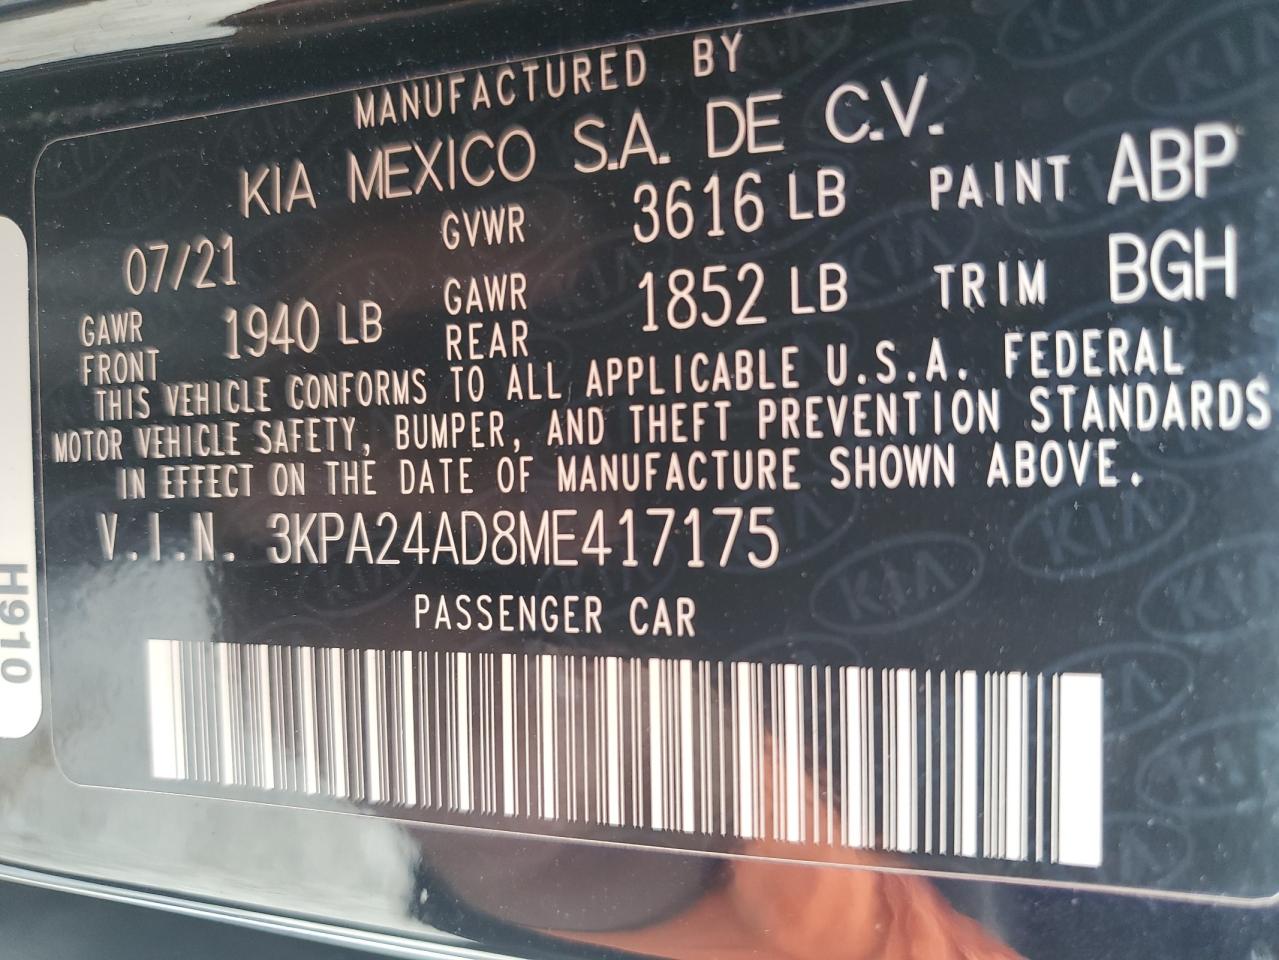 MANUFACTURED BY
KIA MEXICO S.A. DE C.V.
07/21 GVWR 3616 LB PAINT ABP
GAWR FRONT 1940 LB GAWR REAR 1852 LB TRIM BGH
THIS VEHICLE CONFORMS TO ALL APPLICABLE U.S.A. FEDERAL
MOTOR VEHICLE SAFETY, BUMPER, AND THEFT PREVENTION STANDARDS
IN EFFECT ON THE DATE OF MANUFACTURE SHOWN ABOVE.
V.I.N. 3KPA24AD8ME417175
PASSENGER CAR
H910
KIA